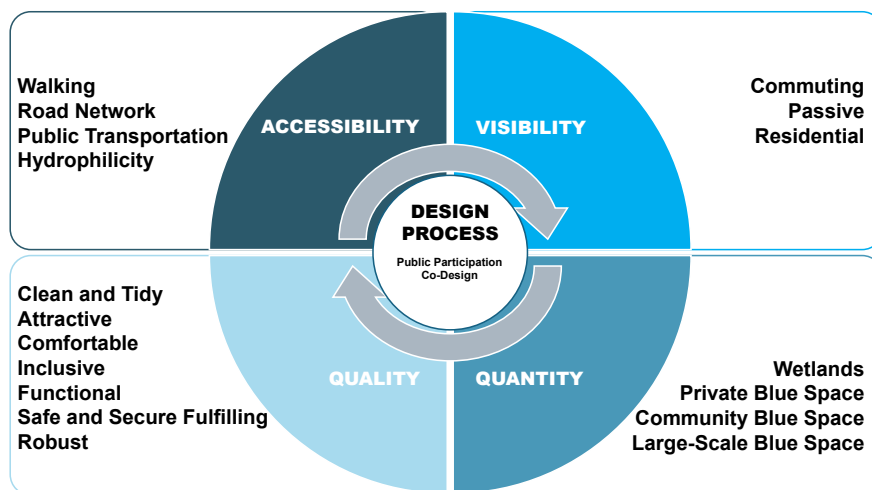 Walking
Road Network
Public Transportation
Hydrophilicity
ACCESSIBILITY
VISIBILITY
Commuting
Passive
Residential
DESIGN
PROCESS
Public Participation
Co-Design
Clean and Tidy
Attractive
Comfortable
Inclusive
Functional
Safe and Secure Fulfilling
Robust
QUALITY
QUANTITY
Wetlands
Private Blue Space
Community Blue Space
Large-Scale Blue Space